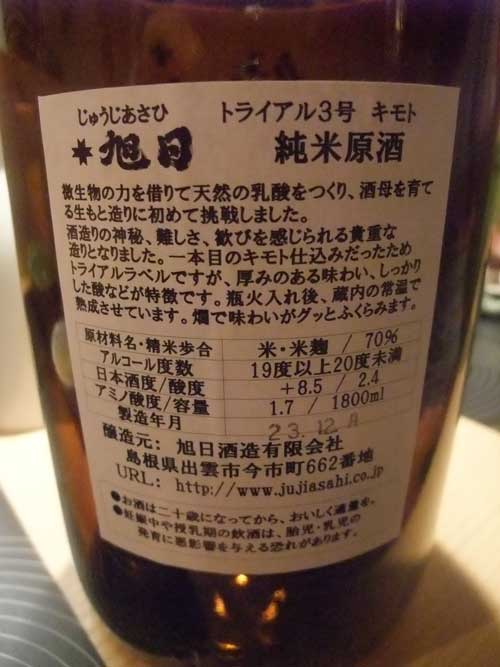 じゅうじあさひ トライアル3号 キモト
旭日 純米原酒
微生物の力を借りて天然の乳酸をつくり、酒母を育て
る生もと造りに初めて挑戦しました。
酒造りの神秘、難しさ、歓びを感じられる貴重な
造りとなりました。一本目のキモト仕込みだったため
トライアルラベルですが、厚みのある味わい、しっかり
した酸などが特徴です。瓶火入れ後、蔵内の常温で
熟成させています。燗で味わいがグッとふくらみます。
原材料名・精米歩合 米・米麹 / 70%
アルコール度数 19度以上20度未満
日本酒度/酸度 +8.5 / 2.4
アミノ酸度/容量 1.7 / 1800ml
製造年月 23.12月
醸造元: 旭日酒造有限会社
島根県出雲市今市町662番地
URL: http://www.jujiasahi.co.jp
●お酒は二十歳になってから、おいしく適量を。
●妊娠中や授乳期の飲酒は、胎児・乳児の
発育に悪影響を与える恐れがあります。